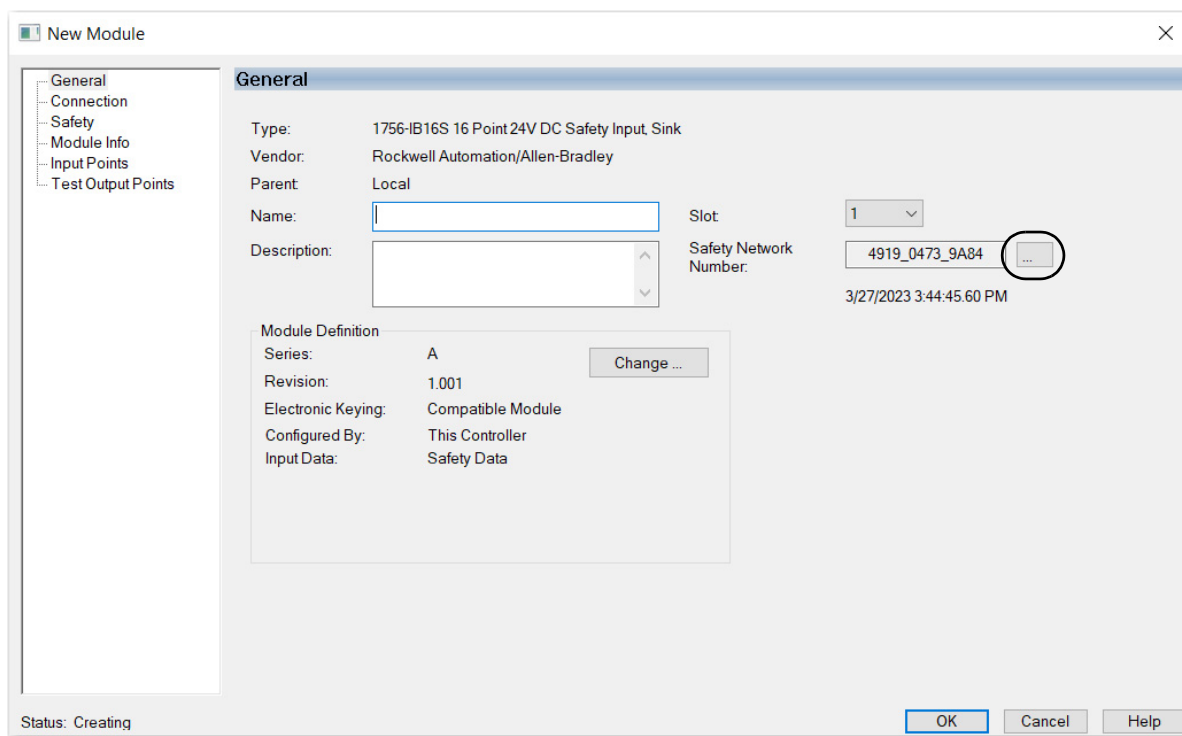 New Module
General
Connection
Safety
Module Info
Input Points
Test Output Points
General
Type: 1756-IB16S 16 Point 24V DC Safety Input, Sink
Vendor: Rockwell Automation/Allen-Bradley
Parent: Local
Name: Slot: 1
Description: Safety Network Number: 4919_0473_9A84 ...
3/27/2023 3:44:45.60 PM
Module Definition
Series: A Change ...
Revision: 1.001
Electronic Keying: Compatible Module
Configured By: This Controller
Input Data: Safety Data
Status: Creating OK Cancel Help